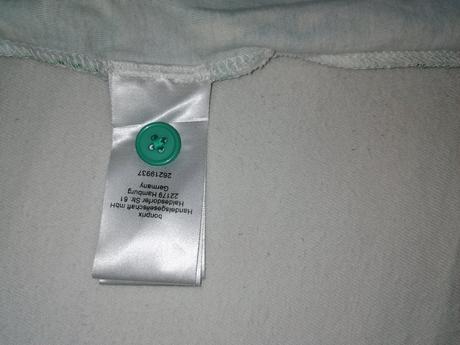 bonprix
Handelsgesellschaft mbH
Haldesdorfer Str. 61
22179 Hamburg
Germany
26219937